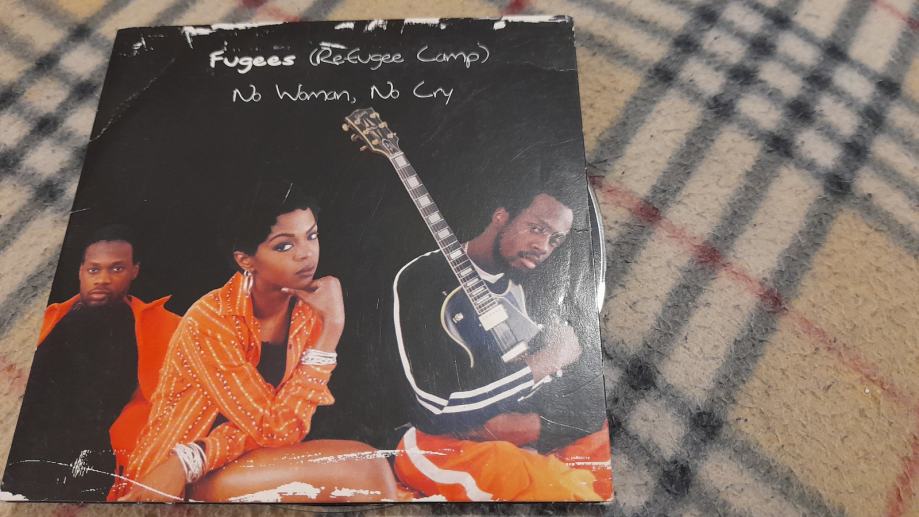 Fugees (Refugee Camp)
No Woman, No Cry